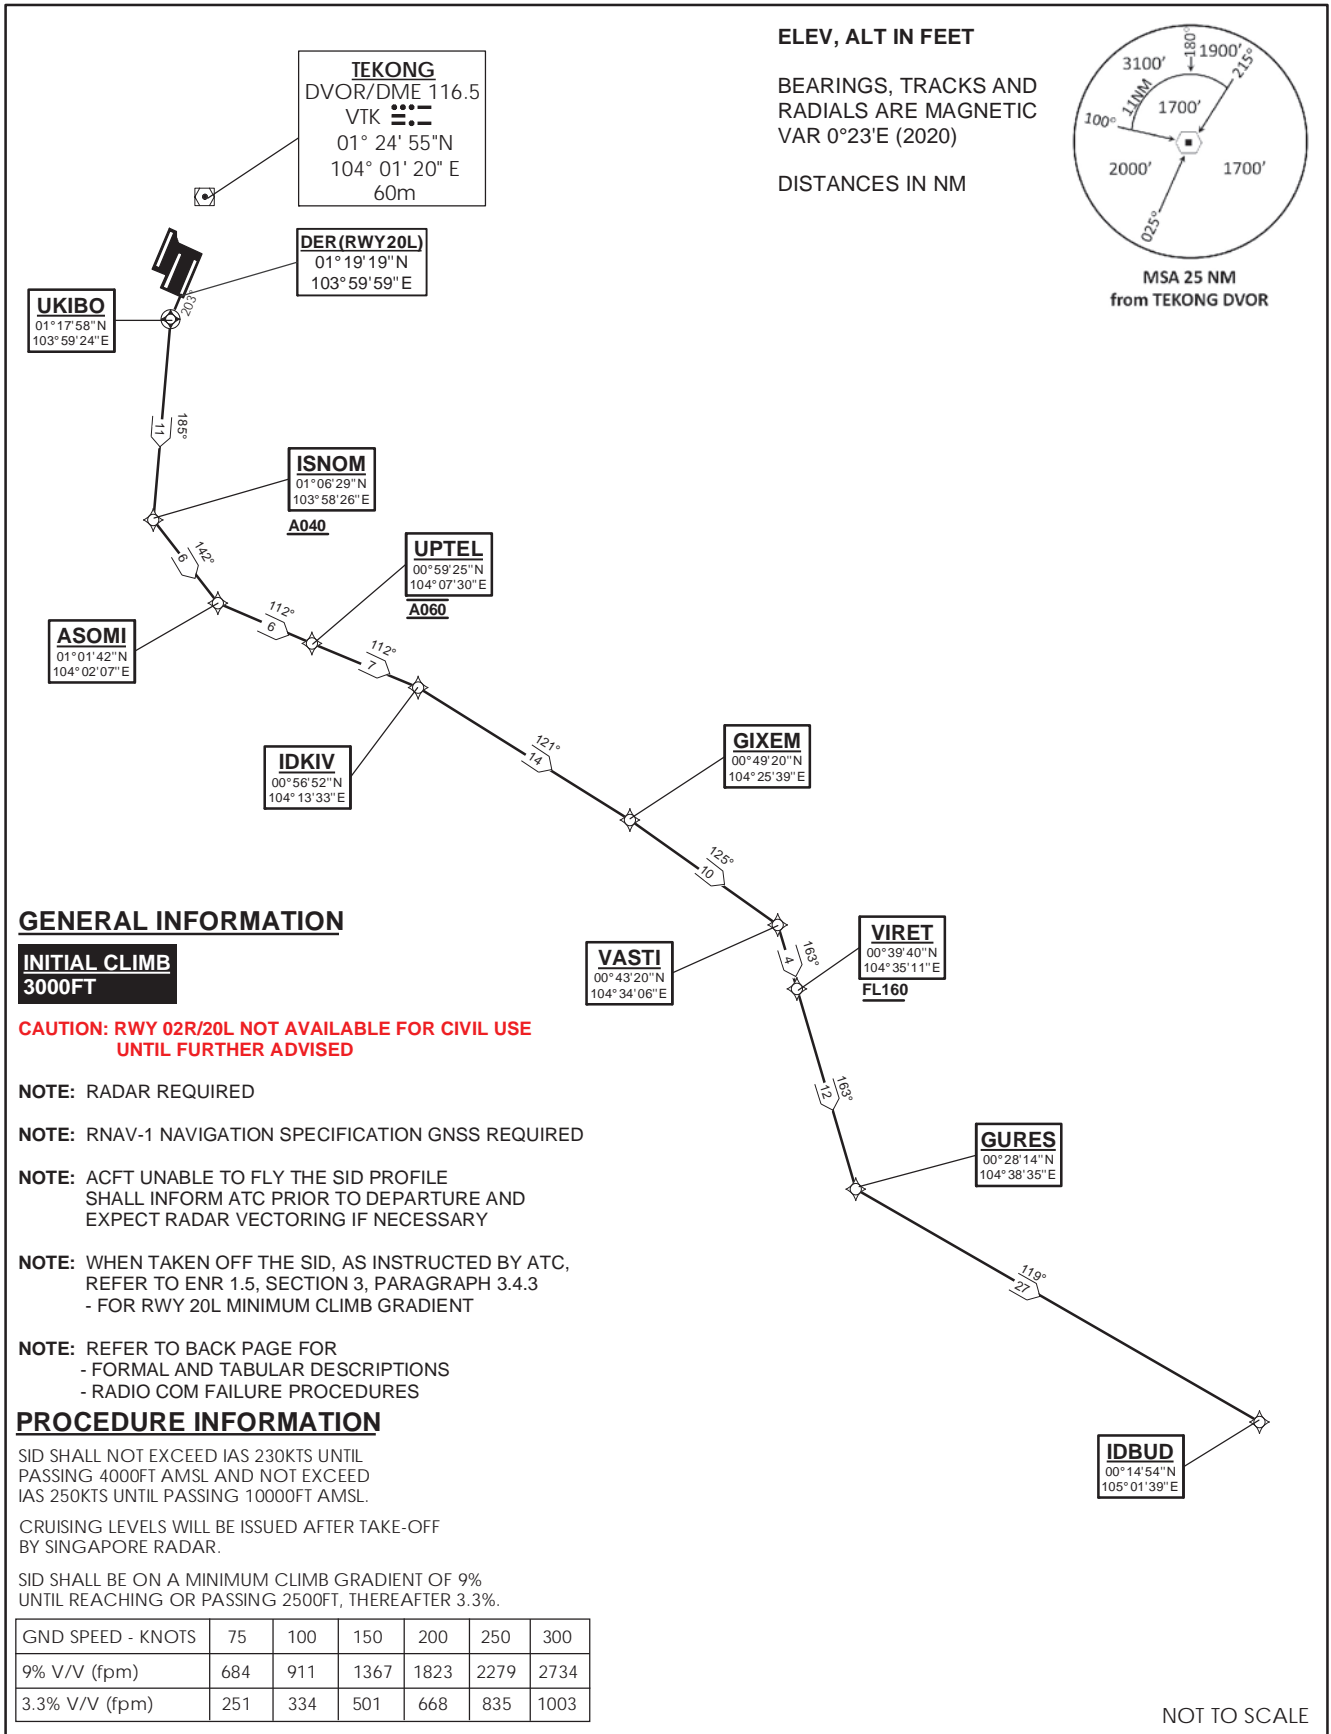 TEKONG
DVOR/DME 116.5
VTK
01° 24' 55"N
104° 01' 20" E
60m
ELEV, ALT IN FEET
BEARINGS, TRACKS AND
RADIALS ARE MAGNETIC
VAR 0°23'E (2020)
DISTANCES IN NM
180°
1900'
3100'
215°
11NM
1700'
100°
2000'
1700'
025°
MSA 25 NM
from TEKONG DVOR
DER(RWY20L)
01°19'19"N
103°59'59"E
203°
UKIBO
01°17'58"N
103°59'24"E
185°
11
ISNOM
01°06'29"N
103°58'26"E
A040
142°
6
UPTEL
00°59'25"N
104°07'30"E
A060
112°
6
ASOMI
01°01'42"N
104°02'07"E
112°
7
IDKIV
00°56'52"N
104°13'33"E
121°
14
GIXEM
00°49'20"N
104°25'39"E
125°
10
VASTI
00°43'20"N
104°34'06"E
163°
4
VIRET
00°39'40"N
104°35'11"E
FL160
163°
12
GURES
00°28'14"N
104°38'35"E
119°
27
IDBUD
00°14'54"N
105°01'39"E
GENERAL INFORMATION
INITIAL CLIMB
3000FT
CAUTION: RWY 02R/20L NOT AVAILABLE FOR CIVIL USE
UNTIL FURTHER ADVISED
NOTE: RADAR REQUIRED
NOTE: RNAV-1 NAVIGATION SPECIFICATION GNSS REQUIRED
NOTE: ACFT UNABLE TO FLY THE SID PROFILE
SHALL INFORM ATC PRIOR TO DEPARTURE AND
EXPECT RADAR VECTORING IF NECESSARY
NOTE: WHEN TAKEN OFF THE SID, AS INSTRUCTED BY ATC,
REFER TO ENR 1.5, SECTION 3, PARAGRAPH 3.4.3
- FOR RWY 20L MINIMUM CLIMB GRADIENT
NOTE: REFER TO BACK PAGE FOR
- FORMAL AND TABULAR DESCRIPTIONS
- RADIO COM FAILURE PROCEDURES
PROCEDURE INFORMATION
SID SHALL NOT EXCEED IAS 230KTS UNTIL
PASSING 4000FT AMSL AND NOT EXCEED
IAS 250KTS UNTIL PASSING 10000FT AMSL.
CRUISING LEVELS WILL BE ISSUED AFTER TAKE-OFF
BY SINGAPORE RADAR.
SID SHALL BE ON A MINIMUM CLIMB GRADIENT OF 9%
UNTIL REACHING OR PASSING 2500FT, THEREAFTER 3.3%.
GND SPEED - KNOTS 75 100 150 200 250 300
9% V/V (fpm) 684 911 1367 1823 2279 2734
3.3% V/V (fpm) 251 334 501 668 835 1003
NOT TO SCALE